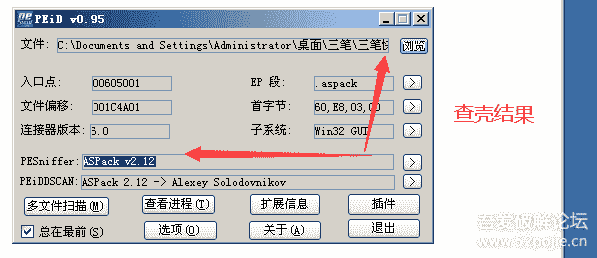 PEiD v0.95
文件: C:\Documents and Settings\Administrator\桌面\三笔\三笔 浏览
入口点: 00605001 EP 段: .aspack >
文件偏移: 001C4A01 首字节: 60,E8,03,00 >
连接器版本: 6.0 子系统: Win32 GUI >
查壳结果
PESniffer: ASPack v2.12 >
PEiDDSCAN: ASPack 2.12 -> Alexey Solodovnikov >
多文件扫描(M) 查看进程(T) 扩展信息 插件
总在最前(S) 选项(O) 关于(A) 退出
吾爱破解论坛
www.52pojie.cn